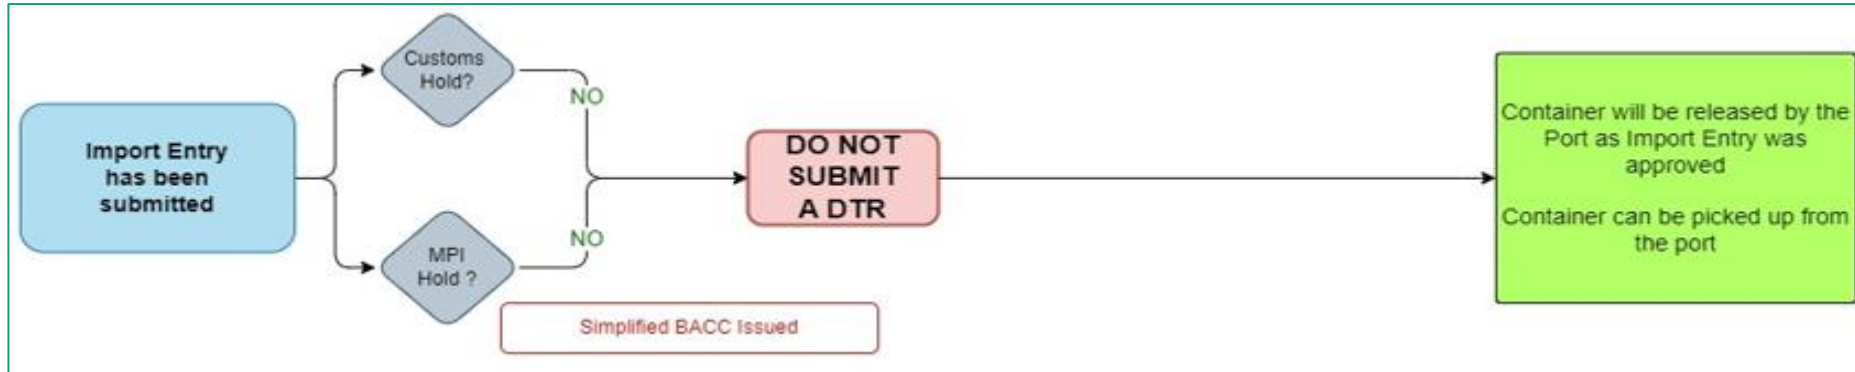 Import Entry
has been
submitted
Customs
Hold?
NO
MPI
Hold ?
NO
Simplified BACC Issued
DO NOT
SUBMIT
A DTR
Container will be released by the
Port as Import Entry was
approved
Container can be picked up from
the port